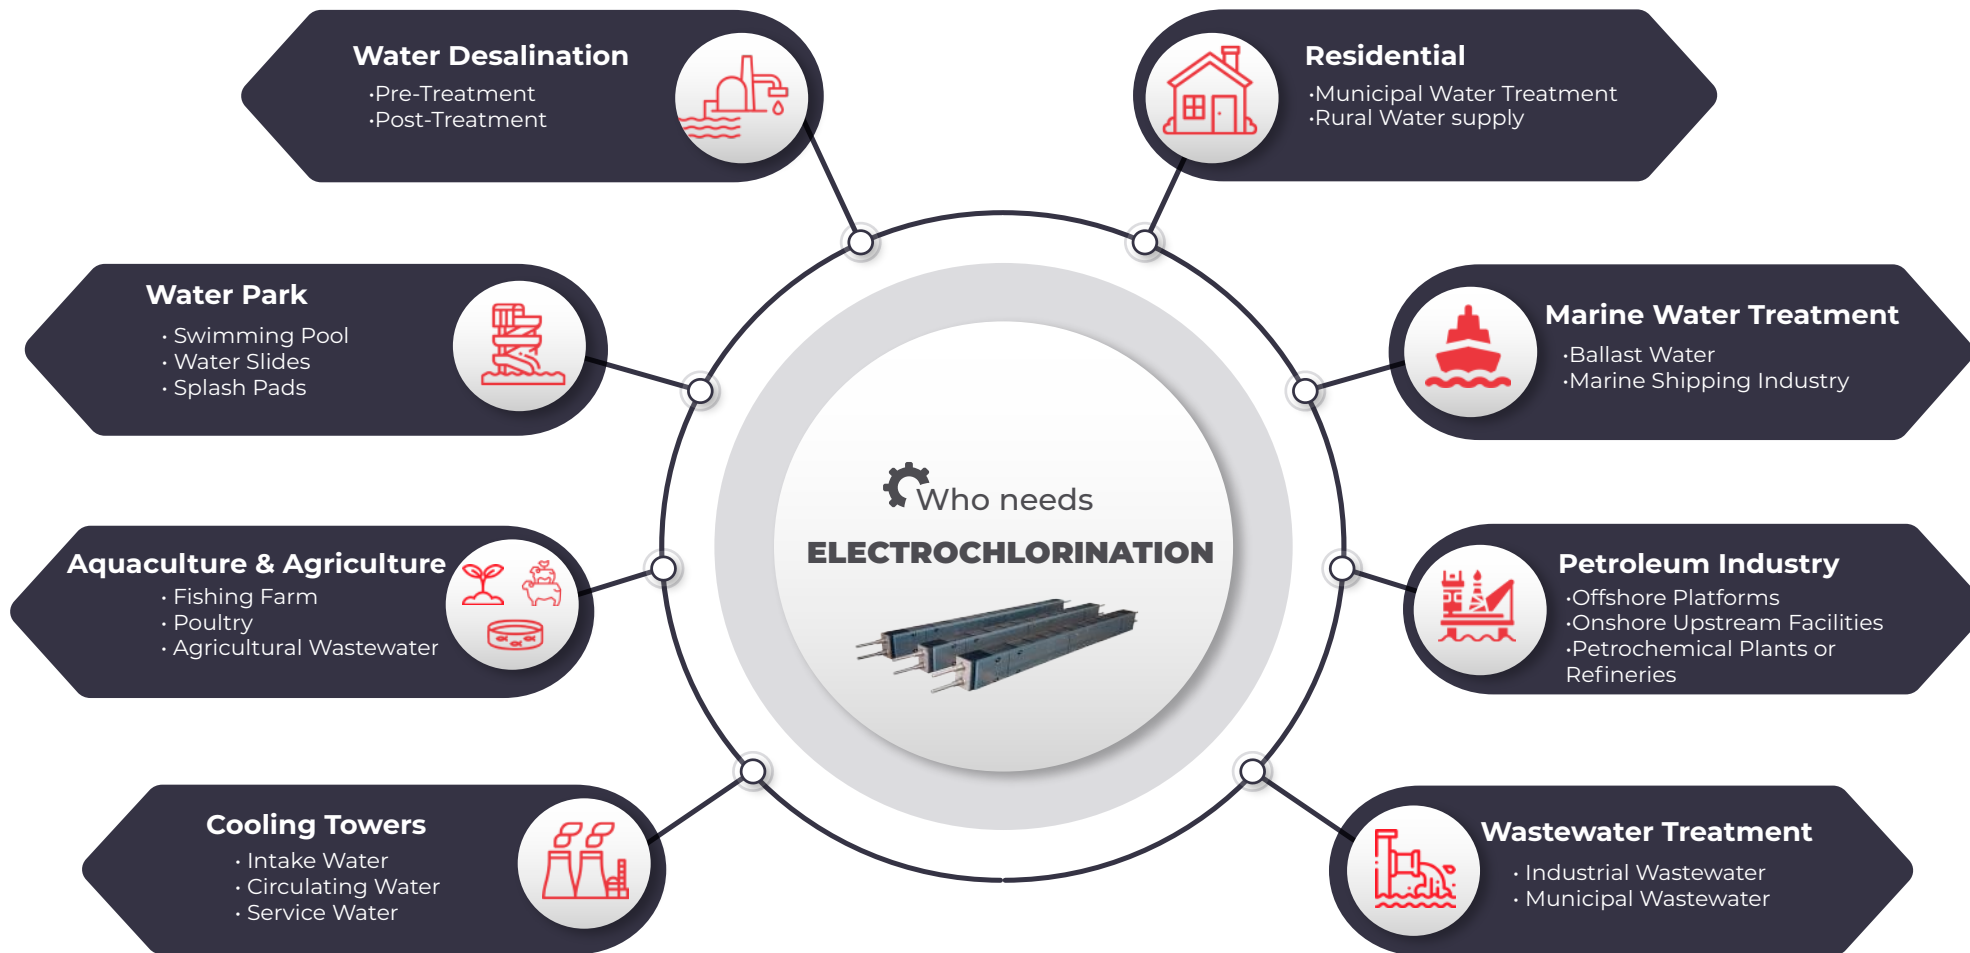 Water Desalination
•Pre-Treatment
•Post-Treatment
Residential
•Municipal Water Treatment
•Rural Water supply
Water Park
• Swimming Pool
• Water Slides
• Splash Pads
Marine Water Treatment
•Ballast Water
•Marine Shipping Industry
Who needs
ELECTROCHLORINATION
Aquaculture & Agriculture
• Fishing Farm
• Poultry
• Agricultural Wastewater
Petroleum Industry
•Offshore Platforms
•Onshore Upstream Facilities
•Petrochemical Plants or
Refineries
Cooling Towers
• Intake Water
• Circulating Water
• Service Water
Wastewater Treatment
• Industrial Wastewater
• Municipal Wastewater